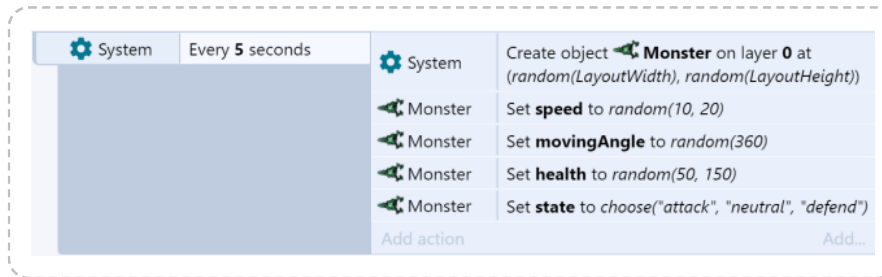 System Every 5 seconds
System Create object Monster on layer 0 at
(random(LayoutWidth), random(LayoutHeight))
Monster Set speed to random(10, 20)
Monster Set movingAngle to random(360)
Monster Set health to random(50, 150)
Monster Set state to choose("attack", "neutral", "defend")
Add action Add...